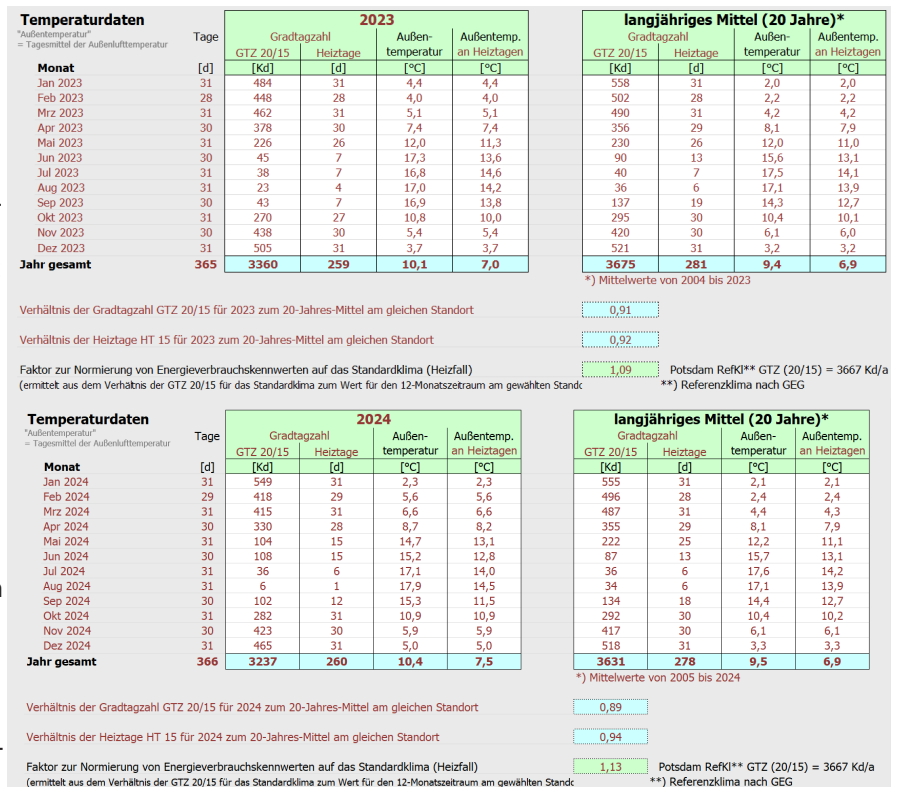 Temperaturdaten 2023 langjähriges Mittel (20 Jahre)*
"Außentemperatur" Tage Gradtagzahl Außen- Außentemp. Gradtagzahl Außen- Außentemp.
= Tagesmittel der Außenlufttemperatur GTZ 20/15 Heiztage temperatur an Heiztagen GTZ 20/15 Heiztage temperatur an Heiztagen
Monat [d] [Kd] [d] [°C] [°C] [Kd] [d] [°C] [°C]
Jan 2023 31 484 31 4,4 4,4 558 31 2,0 2,0
Feb 2023 28 448 28 4,0 4,0 502 28 2,2 2,2
Mrz 2023 31 462 31 5,1 5,1 490 31 4,2 4,2
Apr 2023 30 378 30 7,4 7,4 356 29 8,1 7,9
Mai 2023 31 226 26 12,0 11,3 230 26 12,0 11,0
Jun 2023 30 45 7 17,3 13,6 90 13 15,6 13,1
Jul 2023 31 38 7 16,8 14,6 40 7 17,5 14,1
Aug 2023 31 23 4 17,0 14,2 36 6 17,1 13,9
Sep 2023 30 43 7 16,9 13,8 137 19 14,3 12,7
Okt 2023 31 270 27 10,8 10,0 295 30 10,4 10,1
Nov 2023 30 438 30 5,4 5,4 420 30 6,1 6,0
Dez 2023 31 505 31 3,7 3,7 521 31 3,2 3,2
Jahr gesamt 365 3360 259 10,1 7,0 3675 281 9,4 6,9
*) Mittelwerte von 2004 bis 2023
Verhältnis der Gradtagzahl GTZ 20/15 für 2023 zum 20-Jahres-Mittel am gleichen Standort 0,91
Verhältnis der Heiztage HT 15 für 2023 zum 20-Jahres-Mittel am gleichen Standort 0,92
Faktor zur Normierung von Energieverbrauchskennwerten auf das Standardklima (Heizfall) 1,09 Potsdam RefKl** GTZ (20/15) = 3667 Kd/a
(ermittelt aus dem Verhältnis der GTZ 20/15 für das Standardklima zum Wert für den 12-Monatszeitraum am gewählten Standc **) Referenzklima nach GEG
Temperaturdaten 2024 langjähriges Mittel (20 Jahre)*
"Außentemperatur" Tage Gradtagzahl Außen- Außentemp. Gradtagzahl Außen- Außentemp.
= Tagesmittel der Außenlufttemperatur GTZ 20/15 Heiztage temperatur an Heiztagen GTZ 20/15 Heiztage temperatur an Heiztagen
Monat [d] [Kd] [d] [°C] [°C] [Kd] [d] [°C] [°C]
Jan 2024 31 549 31 2,3 2,3 555 31 2,1 2,1
Feb 2024 29 418 29 5,6 5,6 496 28 2,4 2,4
Mrz 2024 31 415 31 6,6 6,6 487 31 4,4 4,3
Apr 2024 30 330 28 8,7 8,2 355 29 8,1 7,9
Mai 2024 31 104 15 14,7 13,1 222 25 12,2 11,1
Jun 2024 30 108 15 15,2 12,8 87 13 15,7 13,1
Jul 2024 31 36 6 17,1 14,0 36 6 17,6 14,2
Aug 2024 31 6 1 17,9 14,5 34 6 17,1 13,9
Sep 2024 30 102 12 15,3 11,5 134 18 14,4 12,7
Okt 2024 31 282 31 10,9 10,9 292 30 10,4 10,2
Nov 2024 30 423 30 5,9 5,9 417 30 6,1 6,1
Dez 2024 31 465 31 5,0 5,0 518 31 3,3 3,3
Jahr gesamt 366 3237 260 10,4 7,5 3631 278 9,5 6,9
*) Mittelwerte von 2005 bis 2024
Verhältnis der Gradtagzahl GTZ 20/15 für 2024 zum 20-Jahres-Mittel am gleichen Standort 0,89
Verhältnis der Heiztage HT 15 für 2024 zum 20-Jahres-Mittel am gleichen Standort 0,94
Faktor zur Normierung von Energieverbrauchskennwerten auf das Standardklima (Heizfall) 1,13 Potsdam RefKl** GTZ (20/15) = 3667 Kd/a
(ermittelt aus dem Verhältnis der GTZ 20/15 für das Standardklima zum Wert für den 12-Monatszeitraum am gewählten Standc **) Referenzklima nach GEG